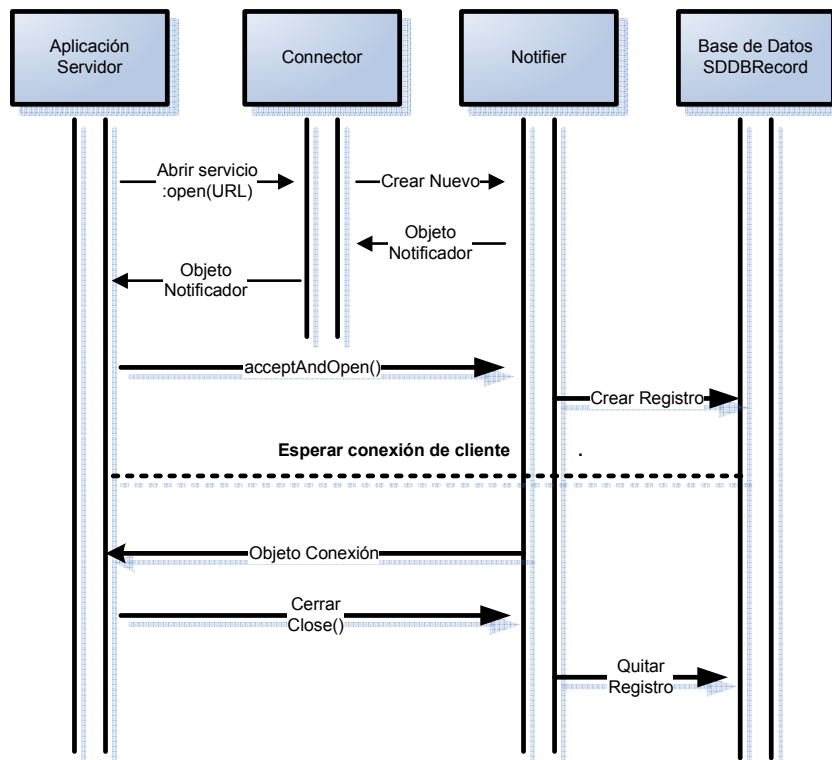 Aplicación
Servidor
Connector
Notifier
Base de Datos
SDDBRecord
Abrir servicio
:open(URL)
Crear Nuevo
Objeto
Notificador
Objeto
Notificador
acceptAndOpen()
Crear Registro
Esperar conexión de cliente .
Objeto Conexión
Cerrar
Close()
Quitar
Registro